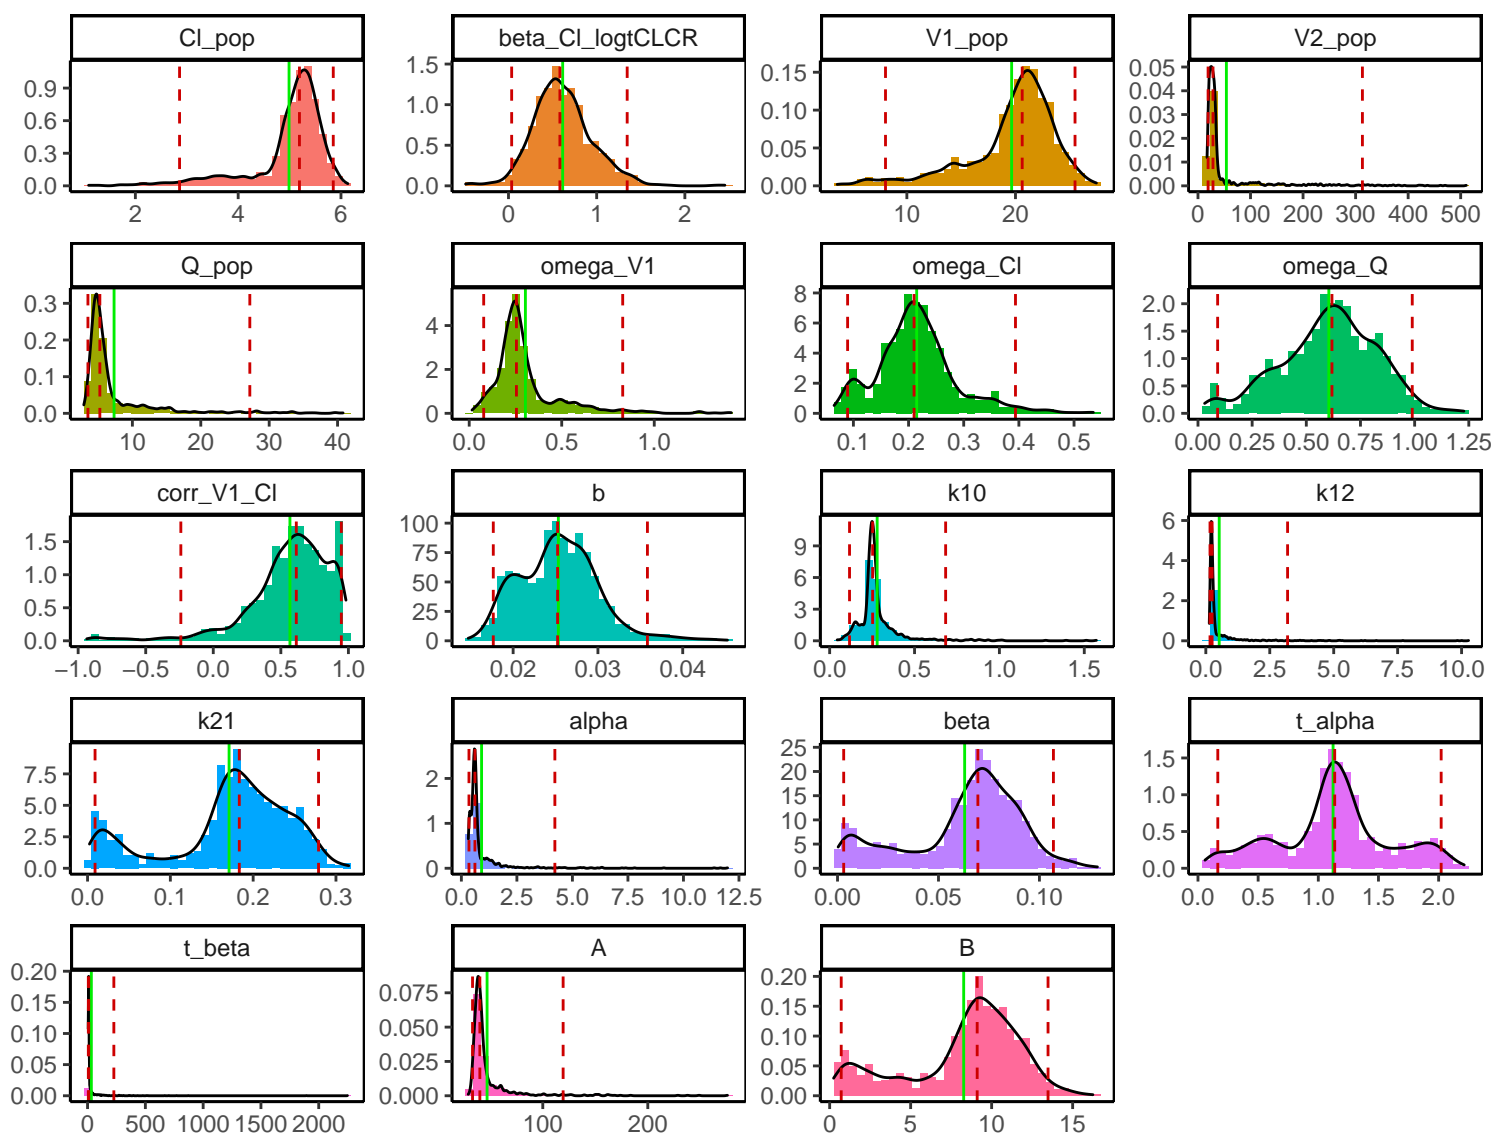 Cl_pop beta_Cl_logtCLCR V1_pop V2_pop
0.9 0.6 0.3 0.0
1.5 1.0 0.5 0.0
0.15 0.10 0.05 0.00
0.05 0.04 0.03 0.02 0.01 0.00
2 4 6
0 1 2
10 20
0 100 200 300 400 500
Q_pop omega_V1 omega_Cl omega_Q
0.3 0.2 0.1 0.0
4 2 0
8 6 4 2 0
2.0 1.5 1.0 0.5 0.0
10 20 30 40
0.0 0.5 1.0
0.1 0.2 0.3 0.4 0.5
0.00 0.25 0.50 0.75 1.00 1.25
corr_V1_Cl b k10 k12
1.5 1.0 0.5 0.0
100 75 50 25 0
9 6 3 0
6 4 2 0
−1.0 −0.5 0.0 0.5 1.0
0.02 0.03 0.04
0.0 0.5 1.0 1.5
0.0 2.5 5.0 7.5 10.0
k21 alpha beta t_alpha
7.5 5.0 2.5 0.0
2 1 0
25 20 15 10 5 0
1.5 1.0 0.5 0.0
0.0 0.1 0.2 0.3
0.0 2.5 5.0 7.5 10.0 12.5
0.00 0.05 0.10
0.0 0.5 1.0 1.5 2.0
t_beta A B
0.20 0.15 0.10 0.05 0.00
0.075 0.050 0.025 0.000
0.20 0.15 0.10 0.05 0.00
0 500 1000 1500 2000
100 200
0 5 10 15